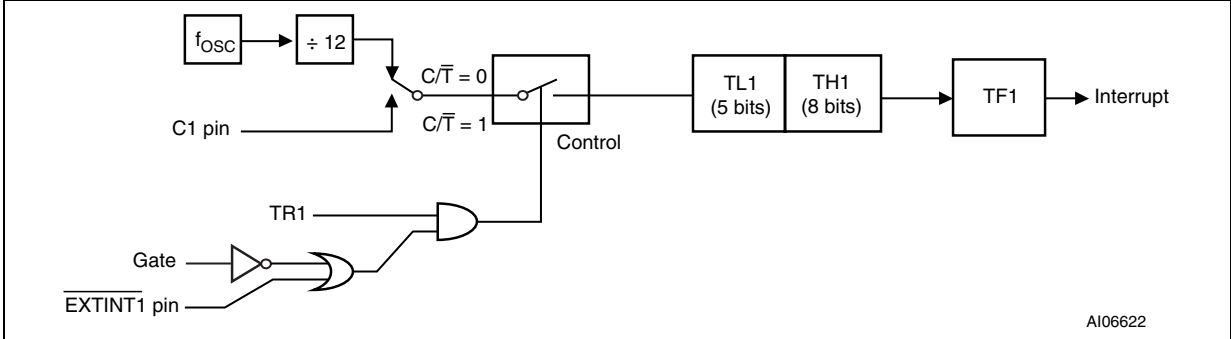 fOSC
÷ 12
C/T̅ = 0
C1 pin
C/T̅ = 1
Control
TL1
(5 bits)
TH1
(8 bits)
TF1
Interrupt
TR1
Gate
E̅X̅T̅I̅N̅T̅1̅ pin
AI06622